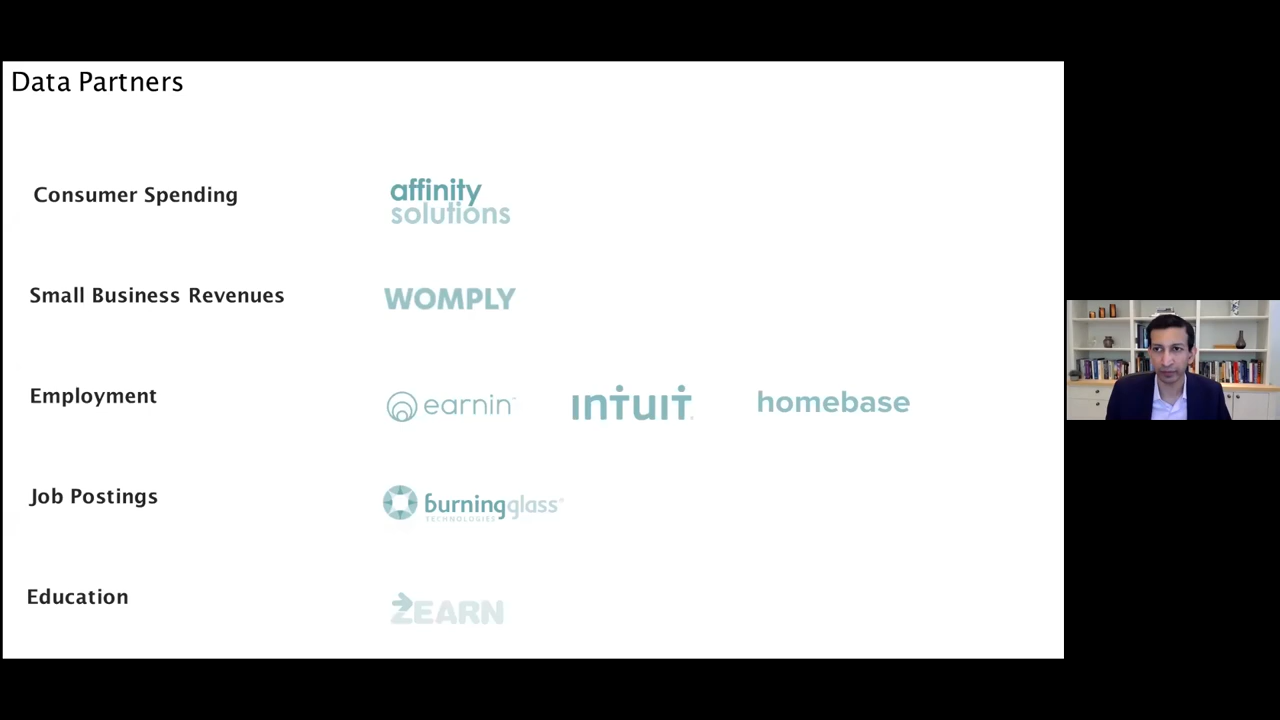 Data Partners
Consumer Spending
affinity
solutions
Small Business Revenues
WOMPLY
Employment
earnin
intuit
homebase
Job Postings
burningglass
TECHNOLOGIES
Education
ZEARN